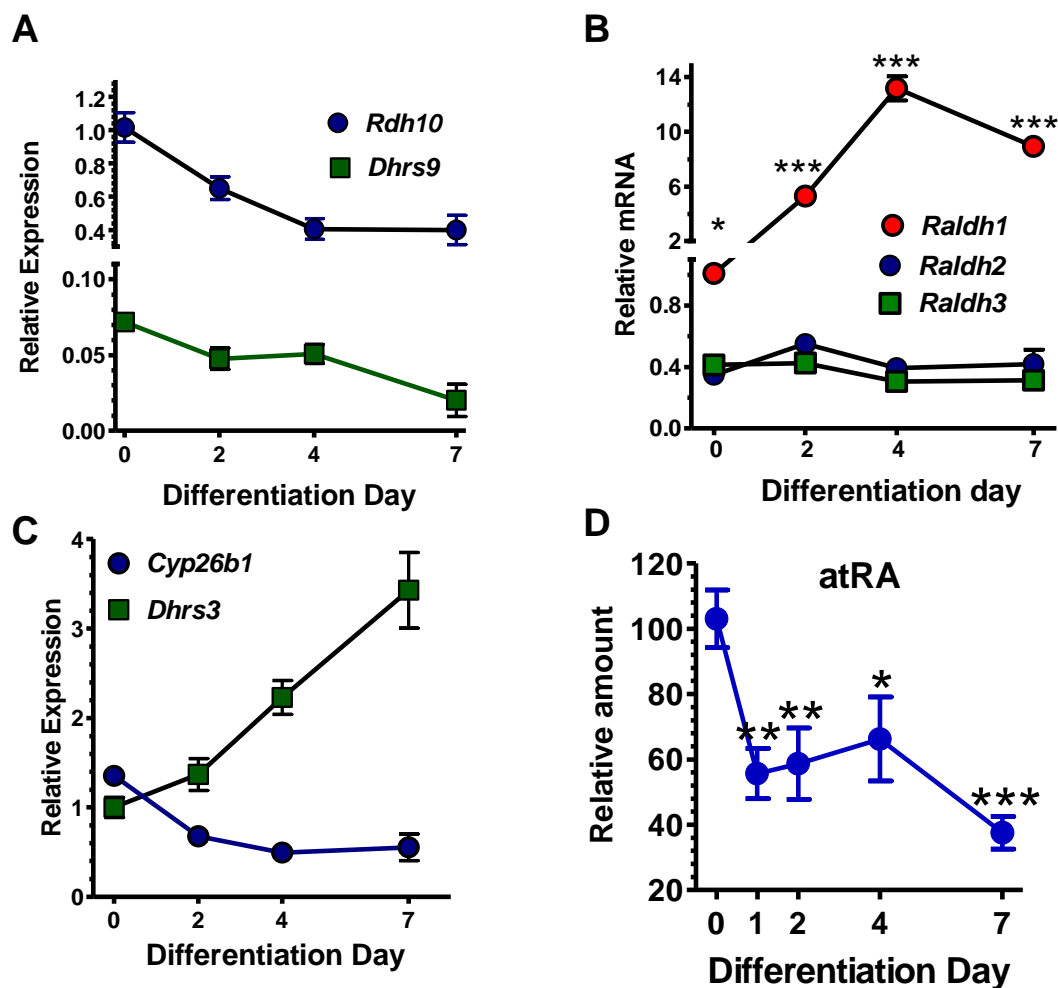 A
Relative Expression
1.2
1.0
0.8
0.6
0.4
0.10
0.05
0.00
Rdh10
Dhrs9
0 2 4 7
Differentiation Day
B
Relative mRNA
14
10
6
2
0.8
0.4
0.0
*
***
***
***
Raldh1
Raldh2
Raldh3
0 2 4 7
Differentiation day
C
Relative Expression
4
3
2
1
0
Cyp26b1
Dhrs3
0 2 4 7
Differentiation Day
D
atRA
Relative amount
120
100
80
60
40
20
**
**
*
***
0 1 2 4 7
Differentiation Day